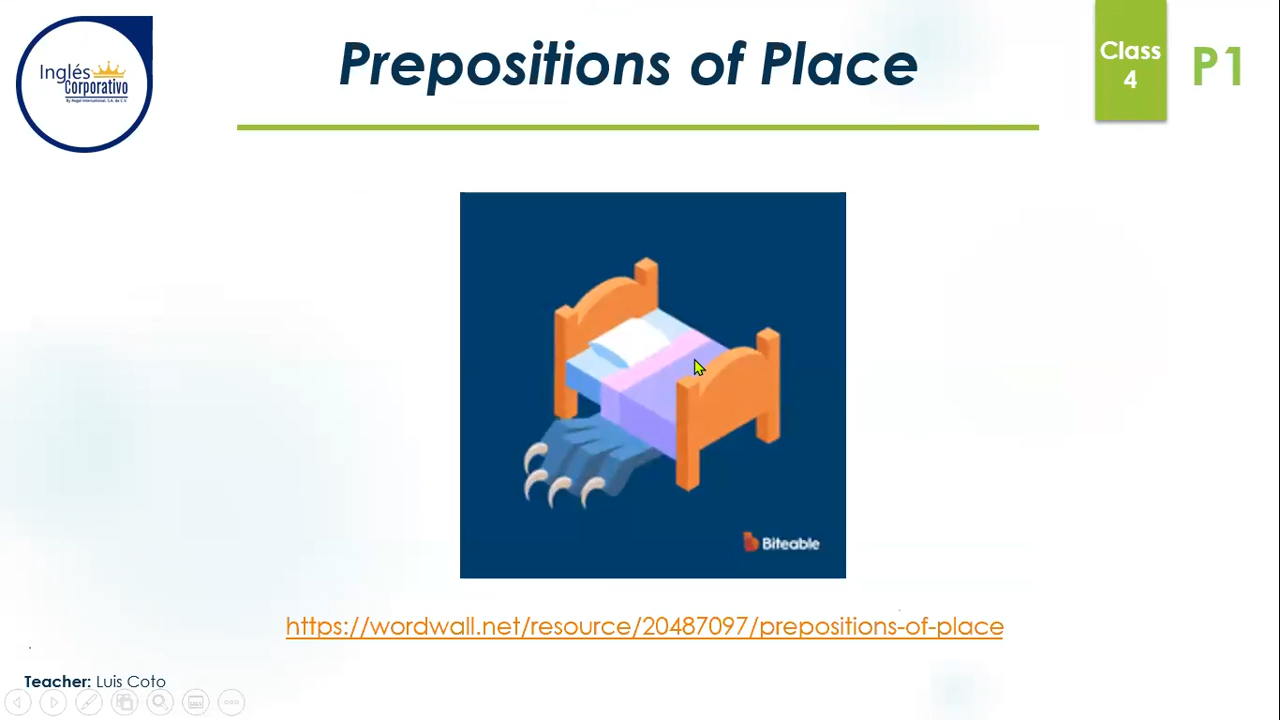 Inglés
Corporativo
Prepositions of Place
Class
4
P1
Biteable
https://wordwall.net/resource/20487097/prepositions-of-place
Teacher: Luis Coto